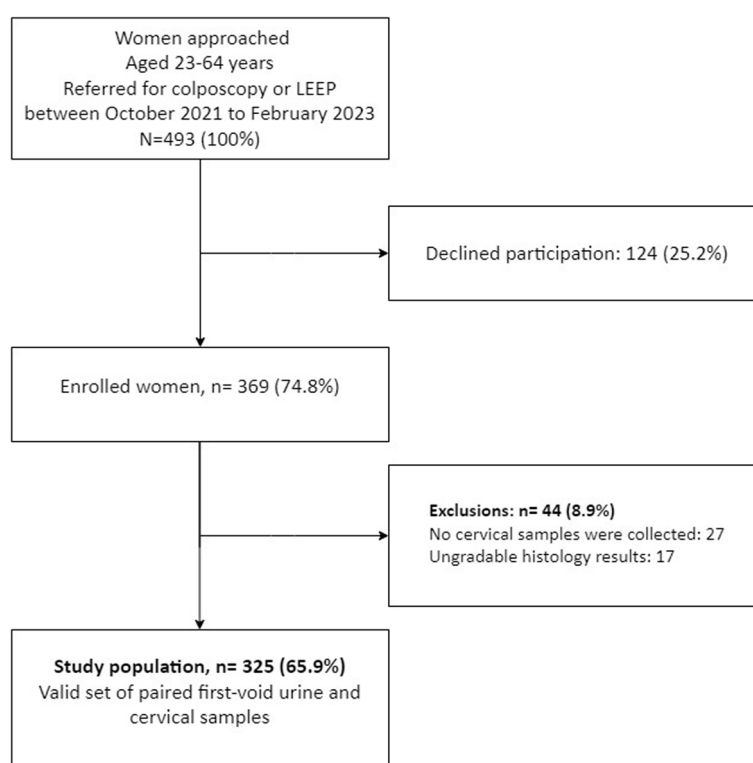 Women approached
Aged 23-64 years
Referred for colposcopy or LEEP
between October 2021 to February 2023
N=493 (100%)
Declined participation: 124 (25.2%)
Enrolled women, n= 369 (74.8%)
Exclusions: n= 44 (8.9%)
No cervical samples were collected: 27
Ungradable histology results: 17
Study population, n= 325 (65.9%)
Valid set of paired first-void urine and
cervical samples